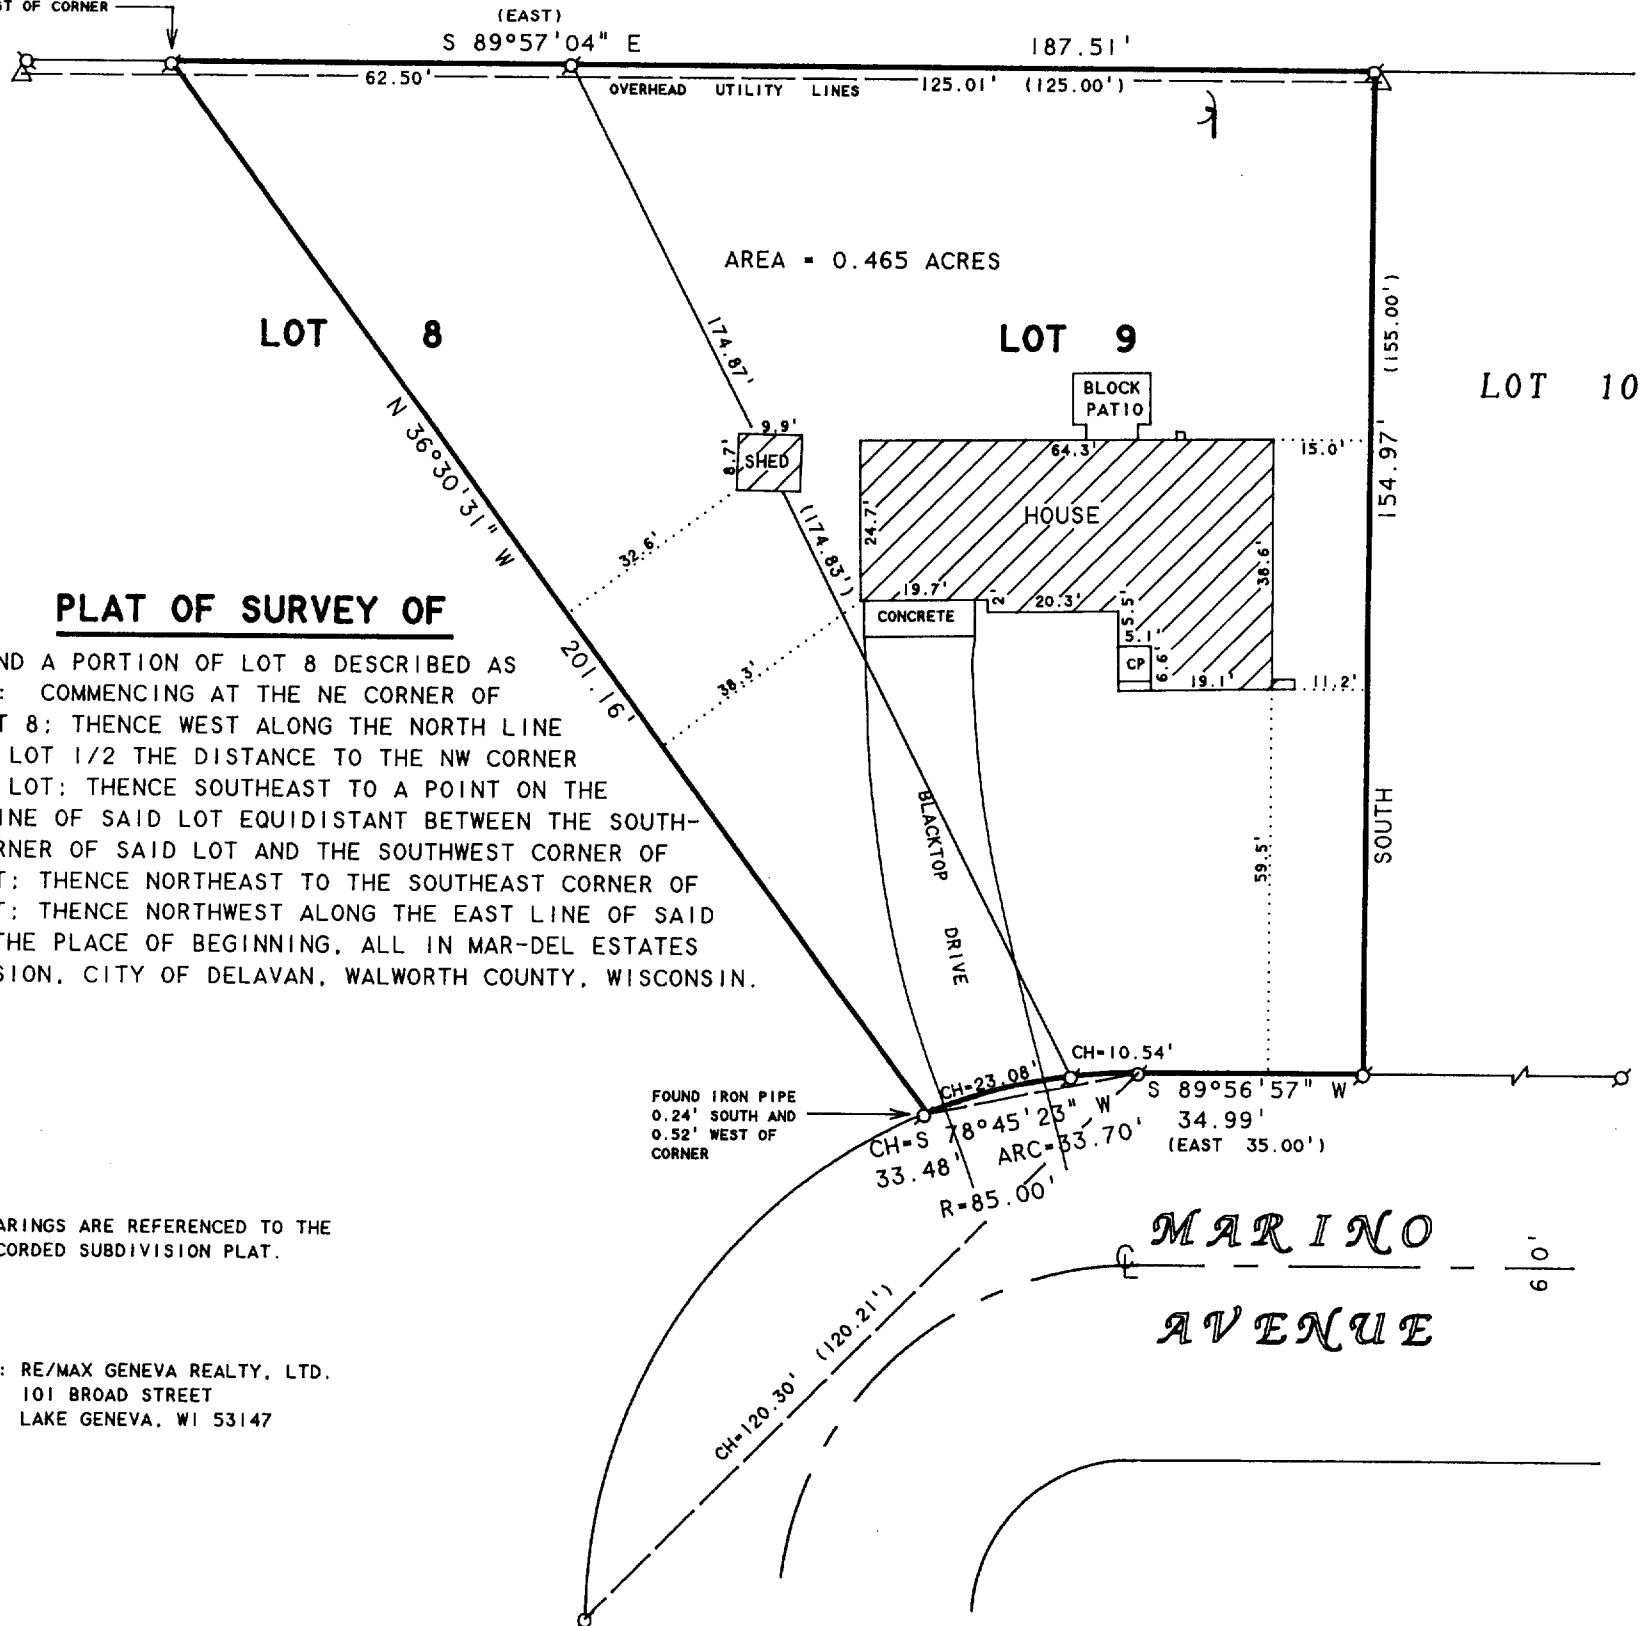 ST OF CORNER
(EAST)
S 89°57'04" E
187.51'
62.50'
OVERHEAD UTILITY LINES
125.01' (125.00')
AREA = 0.465 ACRES
LOT 8
LOT 9
LOT 10
(155.00')
154.97'
SOUTH
174.87'
(174.83')
N 36°30'31" W
201.16'
BLOCK
PATIO
9.9'
8.7'
SHED
64.3'
15.0'
HOUSE
24.7'
38.6'
32.6'
19.7'
2'
20.3'
5.5'
CONCRETE
5.1'
CP
6.6'
19.1'
11.2'
38.3'
59.5'
BLACKTOP
DRIVE
PLAT OF SURVEY OF
ND A PORTION OF LOT 8 DESCRIBED AS
: COMMENCING AT THE NE CORNER OF
T 8; THENCE WEST ALONG THE NORTH LINE
LOT 1/2 THE DISTANCE TO THE NW CORNER
LOT; THENCE SOUTHEAST TO A POINT ON THE
INE OF SAID LOT EQUIDISTANT BETWEEN THE SOUTH-
RNER OF SAID LOT AND THE SOUTHWEST CORNER OF
T; THENCE NORTHEAST TO THE SOUTHEAST CORNER OF
T; THENCE NORTHWEST ALONG THE EAST LINE OF SAID
THE PLACE OF BEGINNING, ALL IN MAR-DEL ESTATES
SION, CITY OF DELAVAN, WALWORTH COUNTY, WISCONSIN.
CH=10.54'
CH=23.08'
FOUND IRON PIPE
0.24' SOUTH AND
0.52' WEST OF
CORNER
S 89°56'57" W
34.99'
(EAST 35.00')
CH=S 78°45'23" W
33.48'
ARC=33.70'
R=85.00'
ARINGS ARE REFERENCED TO THE
CORDED SUBDIVISION PLAT.
MARINO
AVENUE
60'
CH=120.30' (120.21')
: RE/MAX GENEVA REALTY, LTD.
101 BROAD STREET
LAKE GENEVA, WI 53147